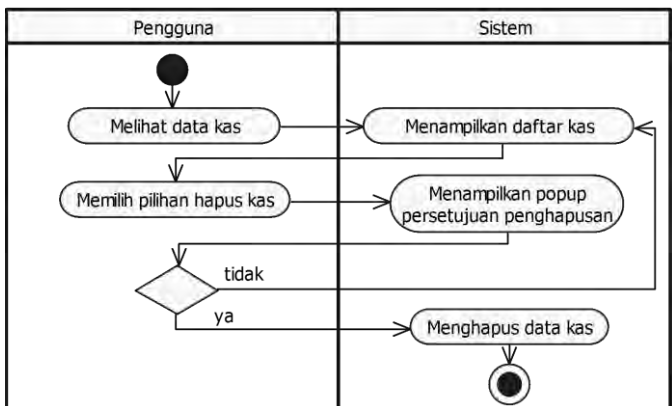 Pengguna
Sistem
Melihat data kas
Menampilkan daftar kas
Memilih pilihan hapus kas
Menampilkan popup
persetujuan penghapusan
tidak
ya
Menghapus data kas